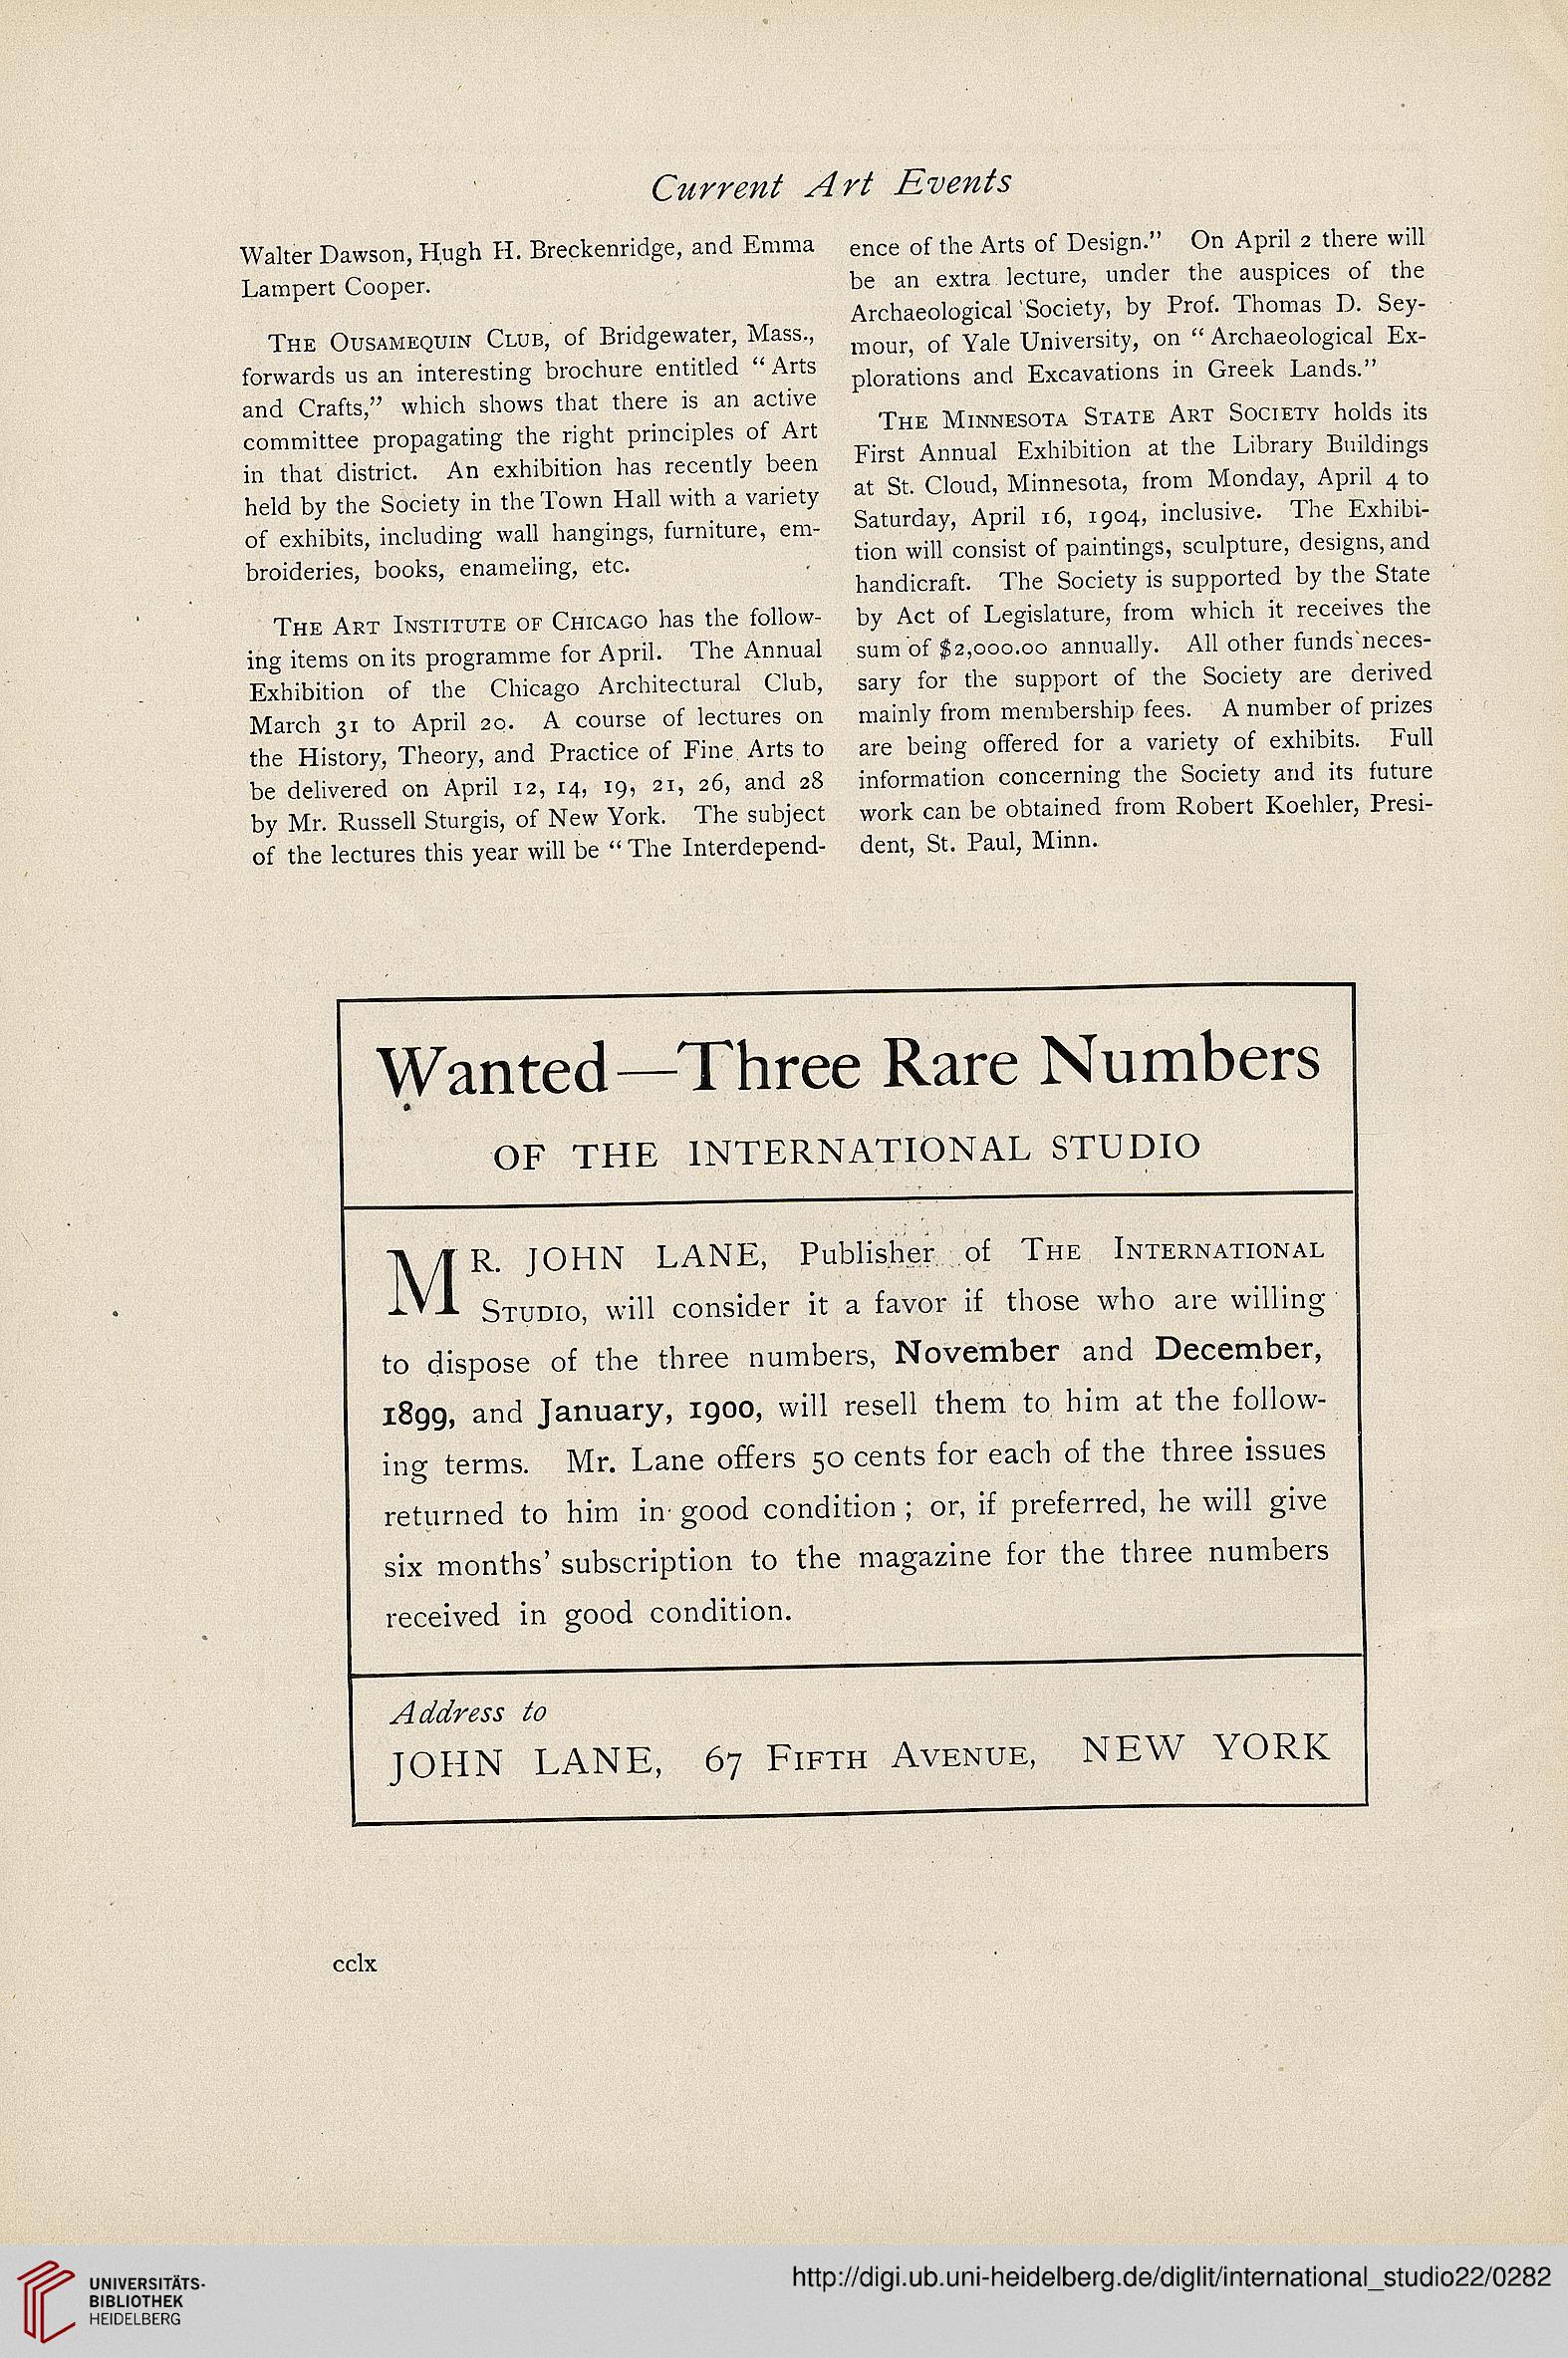 Current Art Events
Walter Dawson, Hugh H. Breckenridge, and Emma
Lampert Cooper.
The Ousamequin Club, of Bridgewater, Mass.,
forwards us an interesting brochure entitled “Arts
and Crafts,” which shows that there is an active
committee propagating the right principles of Art
in that district. An exhibition has recently been
held by the Society in the Town Hall with a variety
of exhibits, including wall hangings, furniture, em-
broideries, books, enameling, etc.
The Art Institute of Chicago has the follow-
ing items on its programme for April. The Annual
Exhibition of the Chicago Architectural Club,
March 31 to April 20. A course of lectures on
the History, Theory, and Practice of Fine Arts to
be delivered on April 12, 14, 19, 21, 26, and 28
by Mr. Russell Sturgis, of New York. The subject
of the lectures this year will be “The Interdepend-
ence of the Arts of Design.” On April 2 there will
be an extra lecture, under the auspices of the
Archaeological Society, by Prof. Thomas D. Sey-
mour, of Yale University, on “Archaeological Ex-
plorations and Excavations in Greek Lands.”
The Minnesota State Art Society holds its
First Annual Exhibition at the Library Buildings
at St. Cloud, Minnesota, from Monday, April 4 to
Saturday, April 16, 1904, inclusive. The Exhibi-
tion will consist of paintings, sculpture, designs, and
handicraft. The Society is supported by the State
by Act of Legislature, from which it receives the
sum of $2,000.00 annually. All other funds neces-
sary for the support of the Society are derived
mainly from membership fees. A number of prizes
are being offered for a variety of exhibits. Full
information concerning the Society and its future
work can be obtained from Robert Koehler, Presi-
dent, St. Paul, Minn.
Wanted—Three Rare Numbers
OF THE INTERNATIONAL STUDIO
MR. JOHN LANE, Publisher of The International
Studio, will consider it a favor if those who are willing
to dispose of the three numbers, November and December,
1899, and January, 1900, will resell them to him at the follow-
ing terms. Mr. Lane offers 50 cents for each of the three issues
returned to him in good condition; or, if preferred, he will give
six months’ subscription to the magazine for the three numbers
received in good condition.
Address to
JOHN LANE, 67 Fifth Avenue, NEW YORK
cclx
UNIVERSITÄTS-
BIBLIOTHEK
HEIDELBERG
http://digi.ub.uni-heidelberg.de/diglit/international_studio22/0282